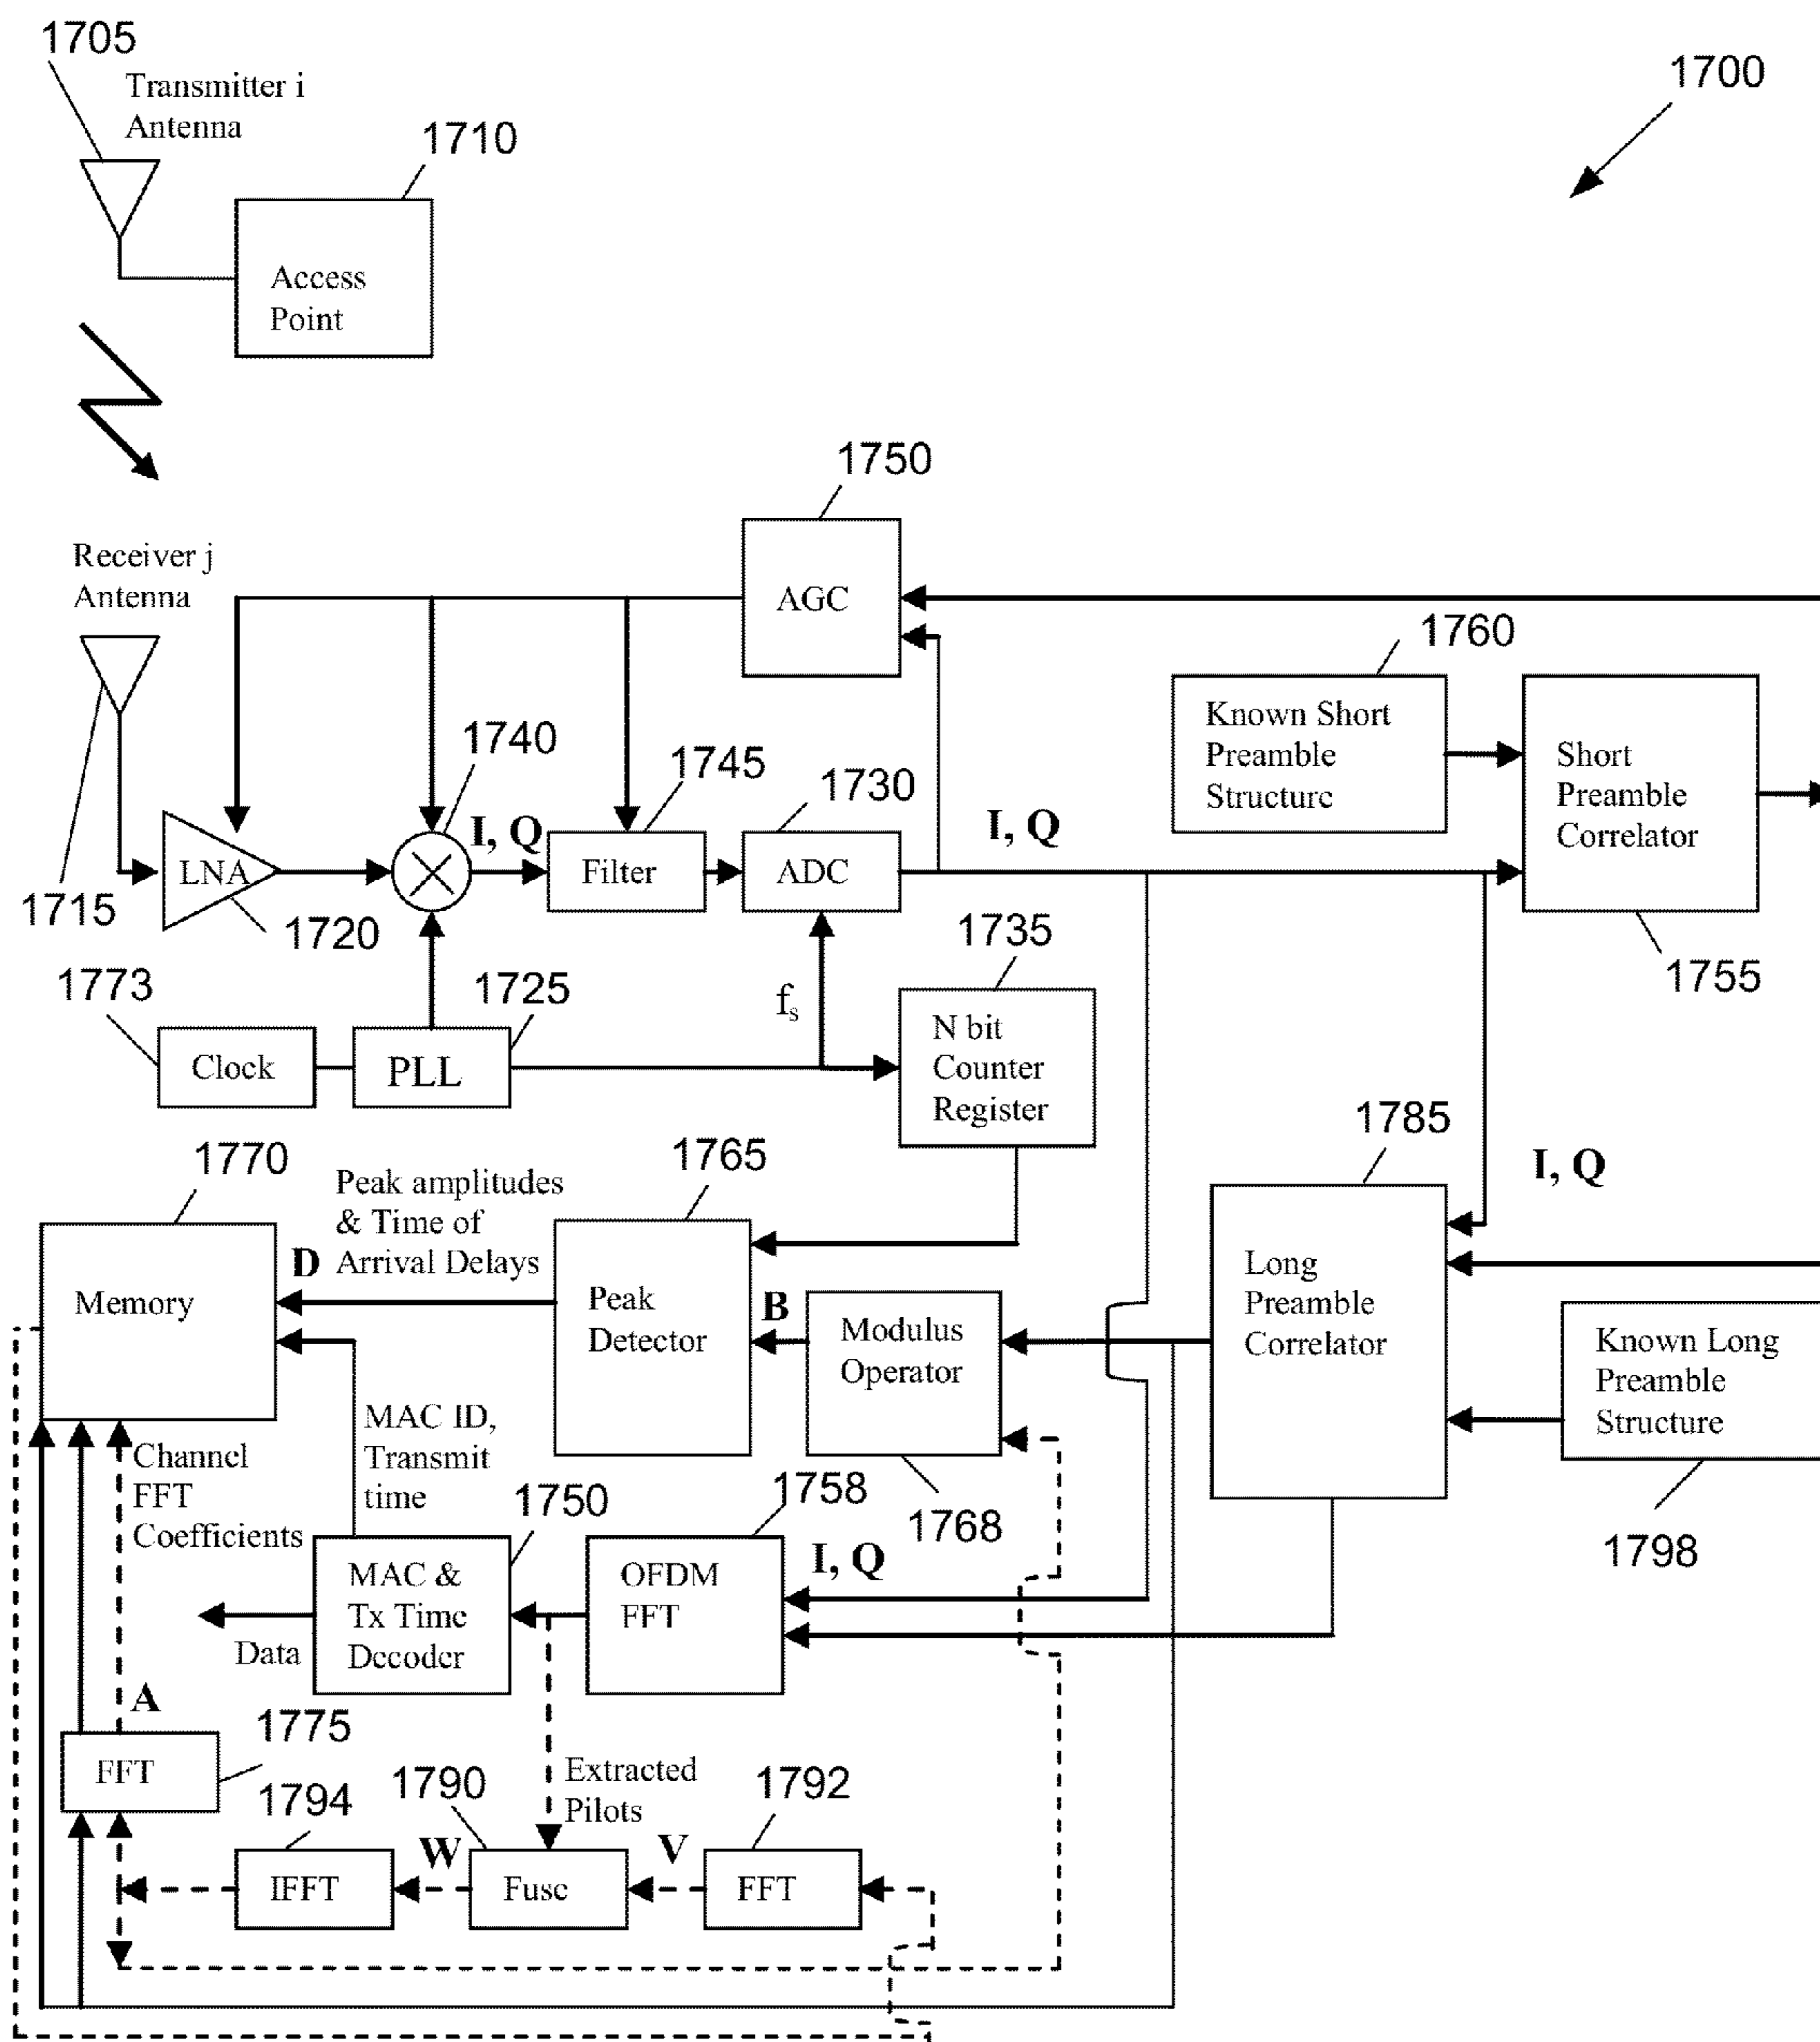 1705
Transmitter i
Antenna
1710
1700
Access
Point
1750
Receiver j
Antenna
AGC
1760
Known Short
Preamble
Structure
Short
Preamble
Correlator
1740
1745
1730
I, Q
I, Q
LNA
Filter
ADC
1715
1720
1755
1773
1725
1735
fₛ
Clock
PLL
N bit
Counter
Register
1785
1770
1765
I, Q
Peak amplitudes
& Time of
Arrival Delays
D
Memory
Peak
Detector
B
Modulus
Operator
Long
Preamble
Correlator
Known Long
Preamble
Structure
MAC ID,
Transmit
time
Channel
FFT
Coefficients
1750
1758
1768
1798
MAC &
Tx Time
Decoder
OFDM
FFT
I, Q
Data
A
1775
FFT
1794
1790
Extracted
Pilots
1792
IFFT
W
Fuse
V
FFT